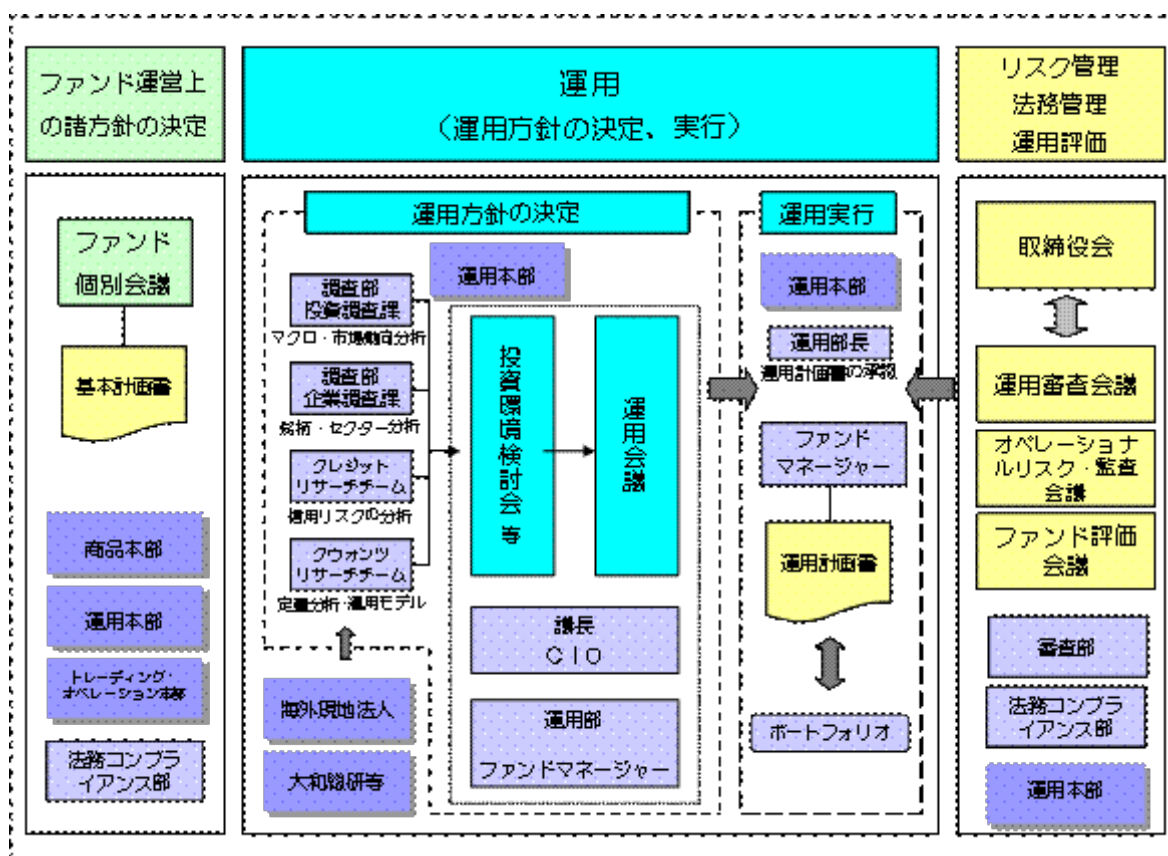 ファンド運営上
の諸方針の決定
運用
(運用方針の決定、実行)
リスク管理
法務管理
運用評価
ファンド
個別会議
基本計画書
商品本部
運用本部
トレーディング・
オペレーション本部
法務コンプラ
イアンス部
運用方針の決定
運用本部
調査部
投資調査課
マクロ・市場動向分析
調査部
企業調査課
銘柄・セクター分析
クレジット
リサーチチーム
信用リスクの分析
クウォンツ
リサーチチーム
定量分析・運用モデル
海外現地法人
大和総研等
投資環境検討会 等
運用会議
議長
CIO
運用部
ファンドマネージャー
運用実行
運用本部
運用部長
運用計画書の承認
ファンド
マネージャー
運用計画書
ポートフォリオ
取締役会
運用審査会議
オペレーショナ
ルリスク・監査
会議
ファンド評価
会議
審査部
法務コンプラ
イアンス部
運用本部